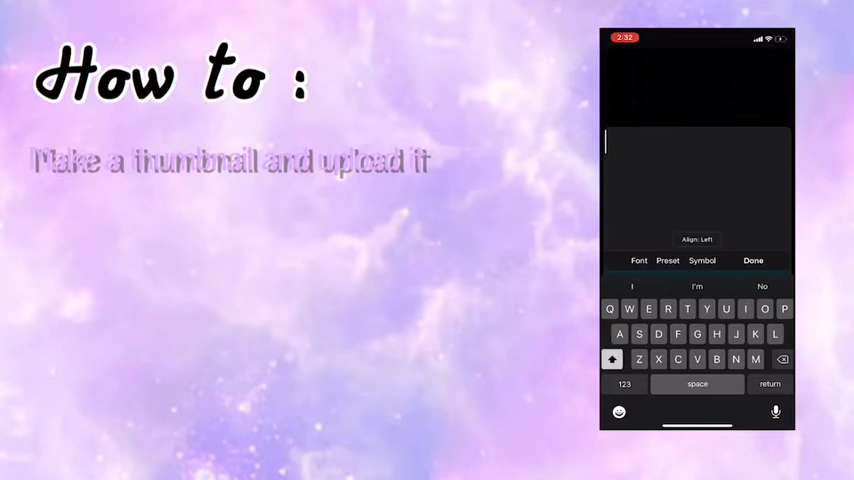 How to :
Make a thumbnail and upload it
2:32
Align: Left
Font Preset Symbol Done
I I'm No
Q W E R T Y U I O P
A S D F G H J K L
Z X C V B N M
123 space return